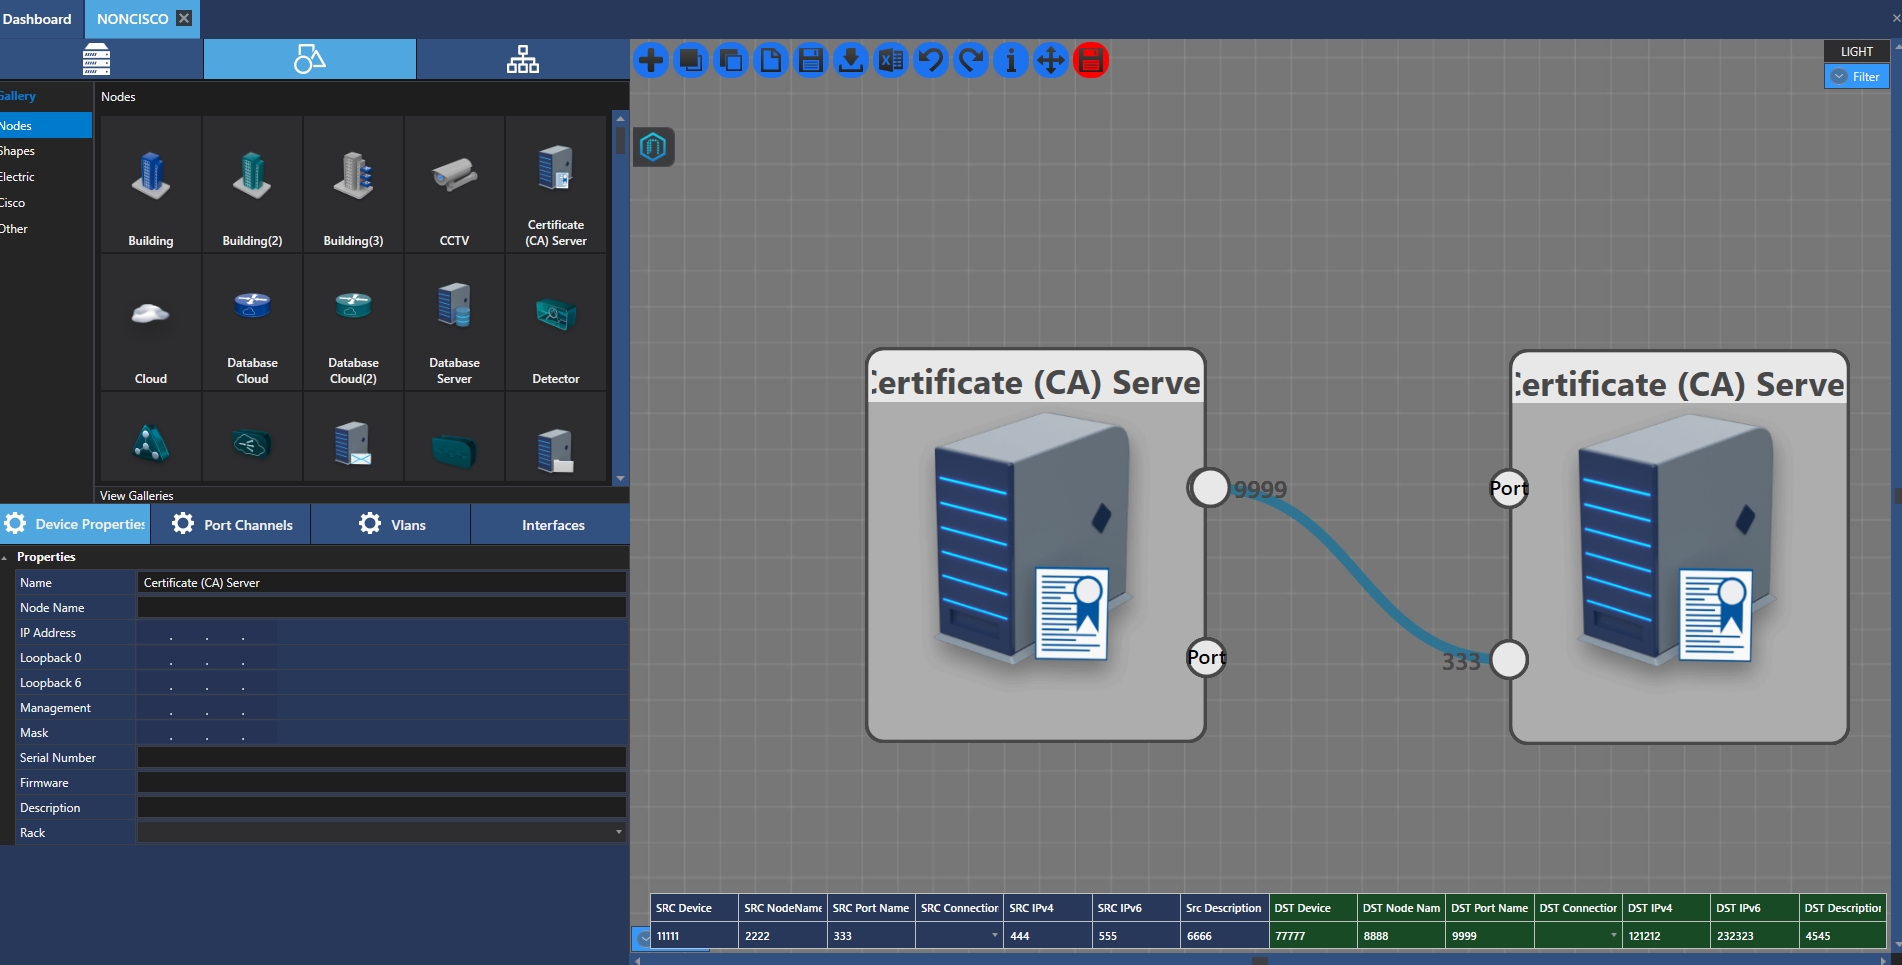 Dashboard
NONCISCO
LIGHT
Filter
Gallery
Nodes
Shapes
Electric
Cisco
Other
Nodes
Building
Building(2)
Building(3)
CCTV
Certificate
(CA) Server
Cloud
Database
Cloud
Database
Cloud(2)
Database
Server
Detector
View Galleries
Device Properties
Port Channels
Vlans
Interfaces
Properties
Name
Certificate (CA) Server
Node Name
IP Address
. . .
Loopback 0
. . .
Loopback 6
. . .
Management
. . .
Mask
. . .
Serial Number
Firmware
Description
Rack
Certificate (CA) Serve
9999
Port
Certificate (CA) Serve
Port
333
SRC Device SRC NodeName SRC Port Name SRC Connection SRC IPv4 SRC IPv6 Src Description DST Device DST Node Nam DST Port Name DST Connection DST IPv4 DST IPv6 DST Description
11111 2222 333 444 555 6666 77777 8888 9999 121212 232323 4545